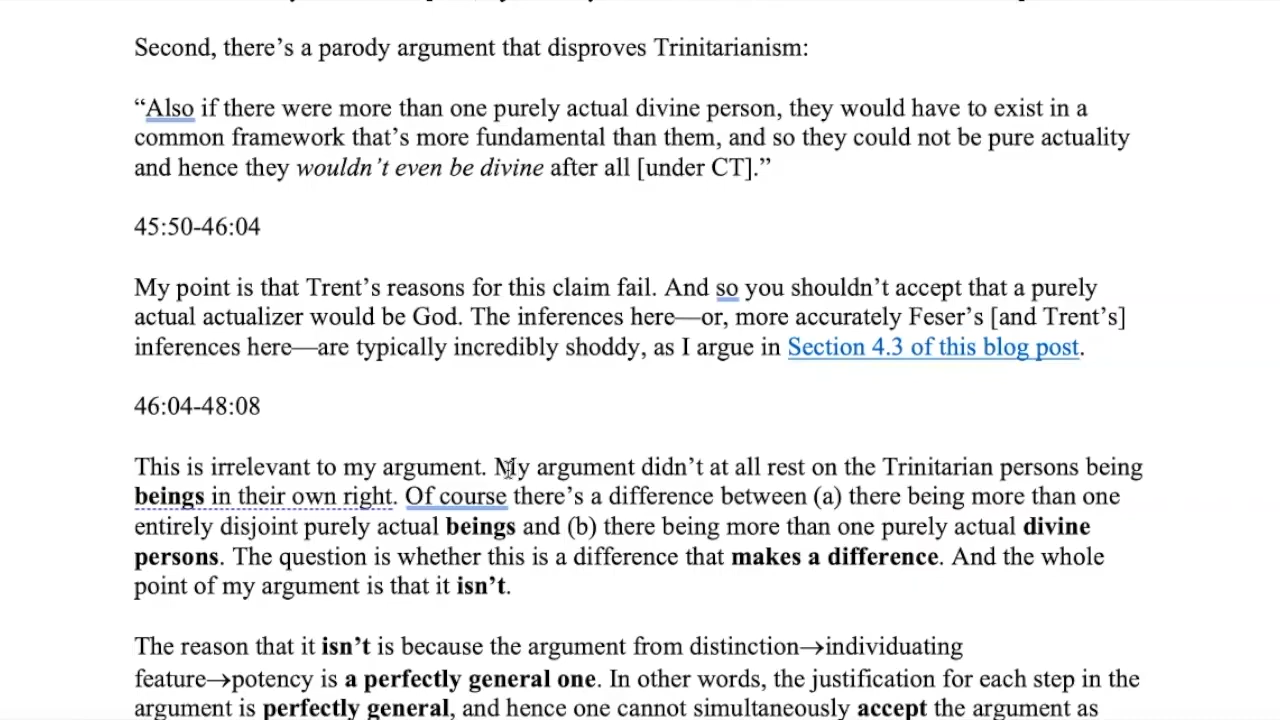 Second, there’s a parody argument that disproves Trinitarianism:
“Also if there were more than one purely actual divine person, they would have to exist in a
common framework that’s more fundamental than them, and so they could not be pure actuality
and hence they wouldn’t even be divine after all [under CT].”
45:50-46:04
My point is that Trent’s reasons for this claim fail. And so you shouldn’t accept that a purely
actual actualizer would be God. The inferences here—or, more accurately Feser’s [and Trent’s]
inferences here—are typically incredibly shoddy, as I argue in Section 4.3 of this blog post.
46:04-48:08
This is irrelevant to my argument. My argument didn’t at all rest on the Trinitarian persons being
beings in their own right. Of course there’s a difference between (a) there being more than one
entirely disjoint purely actual beings and (b) there being more than one purely actual divine
persons. The question is whether this is a difference that makes a difference. And the whole
point of my argument is that it isn’t.
The reason that it isn’t is because the argument from distinction→individuating
feature→potency is a perfectly general one. In other words, the justification for each step in the
argument is perfectly general, and hence one cannot simultaneously accept the argument as